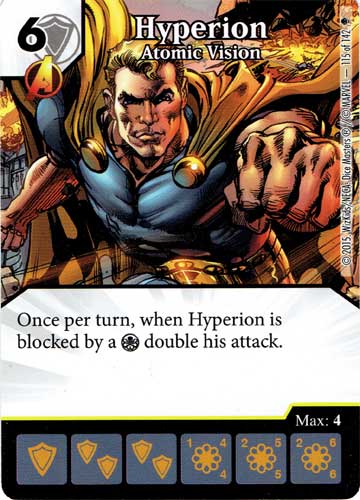 6
Hyperion
Atomic Vision
©2015 WizKids/NECA Dice Masters ®/© MARVEL — 115 of 142
Once per turn, when Hyperion is
blocked by a double his attack.
Max: 4
1 4 4
2 5 5
2 6 6